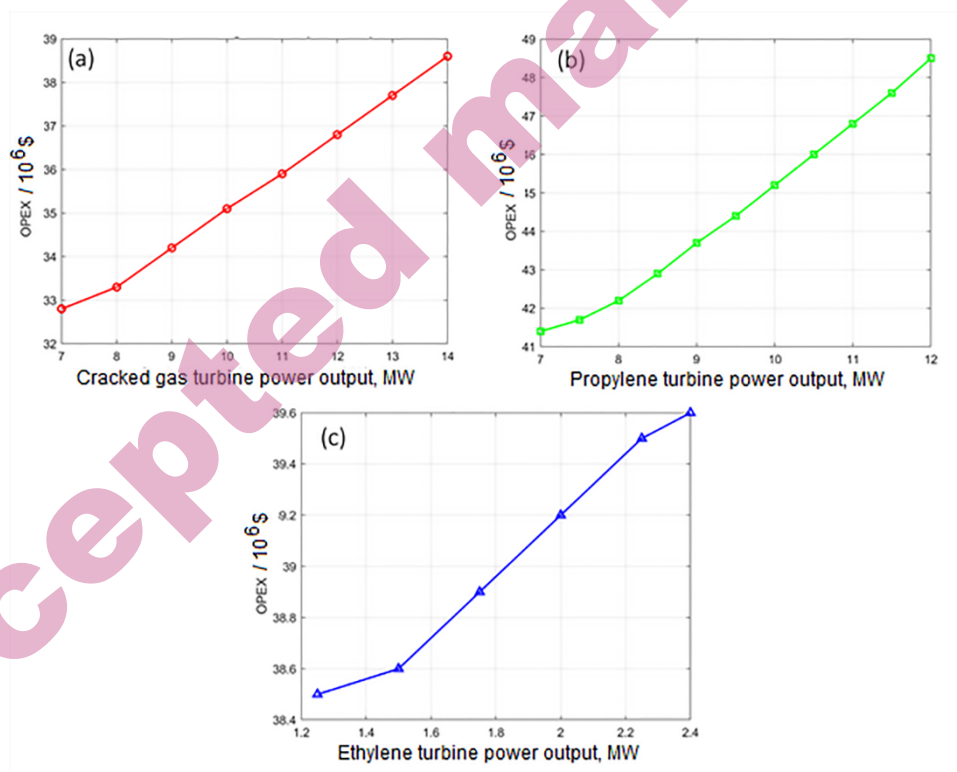 (a)
39
38
37
36
35
34
33
32
OPEX / 10⁶$
7 8 9 10 11 12 13 14
Cracked gas turbine power output, MW
(b)
49
48
47
46
45
44
43
42
41
OPEX / 10⁶$
7 8 9 10 11 12
Propylene turbine power output, MW
(c)
39.6
39.4
39.2
39
38.8
38.6
38.4
OPEX / 10⁶$
1.2 1.4 1.6 1.8 2 2.2 2.4
Ethylene turbine power output, MW
cepted ma